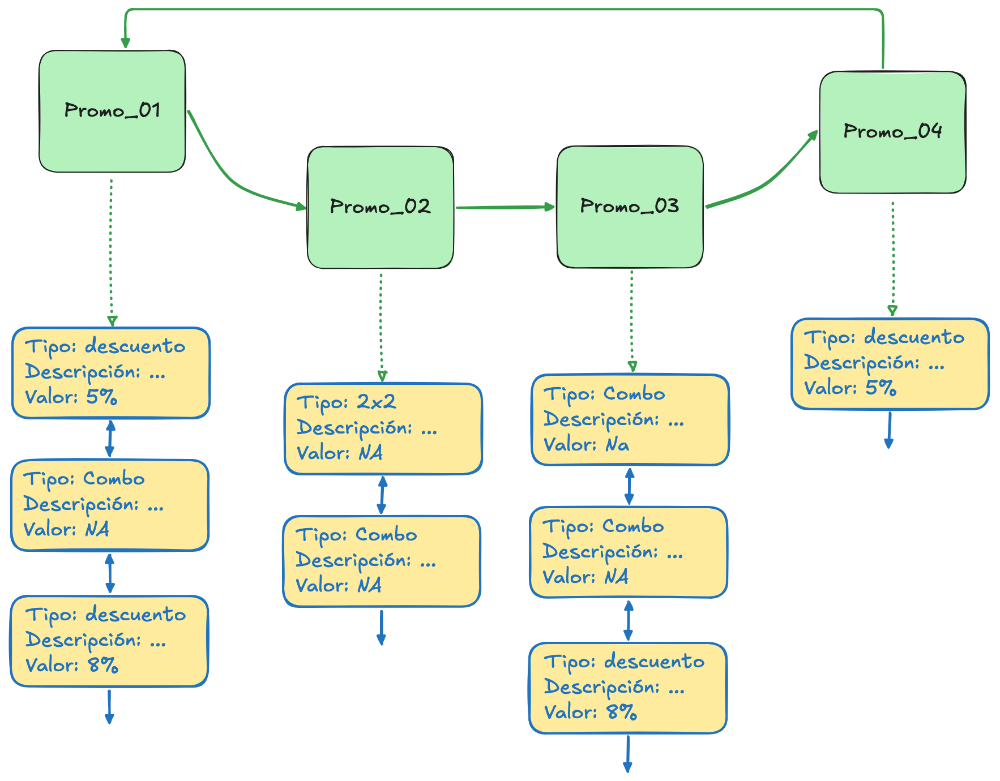 Promo_01
Promo_02
Promo_03
Promo_04
Tipo: descuento
Descripción: ...
Valor: 5%
Tipo: Combo
Descripción: ...
Valor: NA
Tipo: descuento
Descripción: ...
Valor: 8%
Tipo: 2x2
Descripción: ...
Valor: NA
Tipo: Combo
Descripción: ...
Valor: NA
Tipo: Combo
Descripción: ...
Valor: Na
Tipo: Combo
Descripción: ...
Valor: NA
Tipo: descuento
Descripción: ...
Valor: 8%
Tipo: descuento
Descripción: ...
Valor: 5%